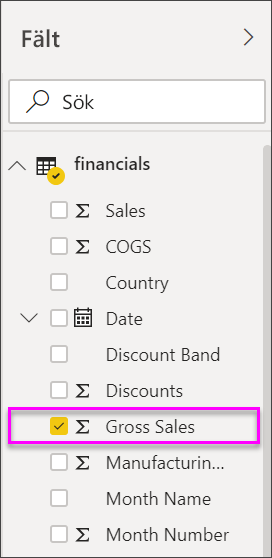 Fält
Sök
financials
Σ Sales
Σ COGS
Country
Date
Discount Band
Σ Discounts
Σ Gross Sales
Σ Manufacturin...
Month Name
Σ Month Number